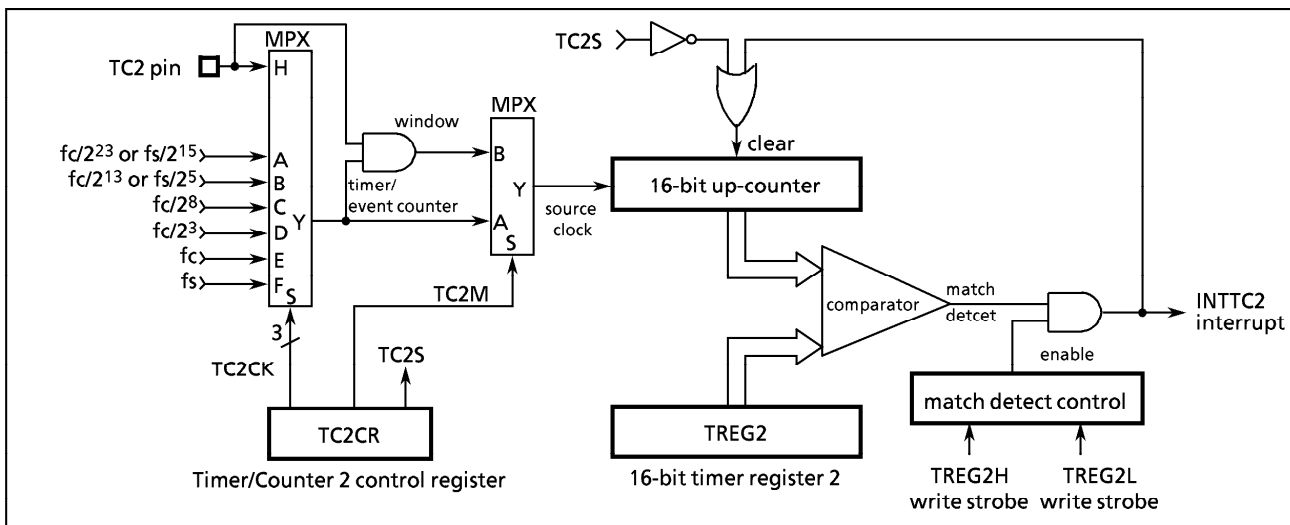 MPX
TC2 pin
H
fc/2²³ or fs/2¹⁵
A
fc/2¹³ or fs/2⁵
B
fc/2⁸
C
Y
fc/2³
D
fc
E
fs
F
S
3
TC2CK
window
timer/
event counter
MPX
B
Y
A
S
TC2M
TC2S
TC2CR
Timer/Counter 2 control register
source
clock
TC2S
clear
16-bit up-counter
comparator
match
detcet
enable
INTTC2
interrupt
TREG2
16-bit timer register 2
match detect control
TREG2H
write strobe
TREG2L
write strobe